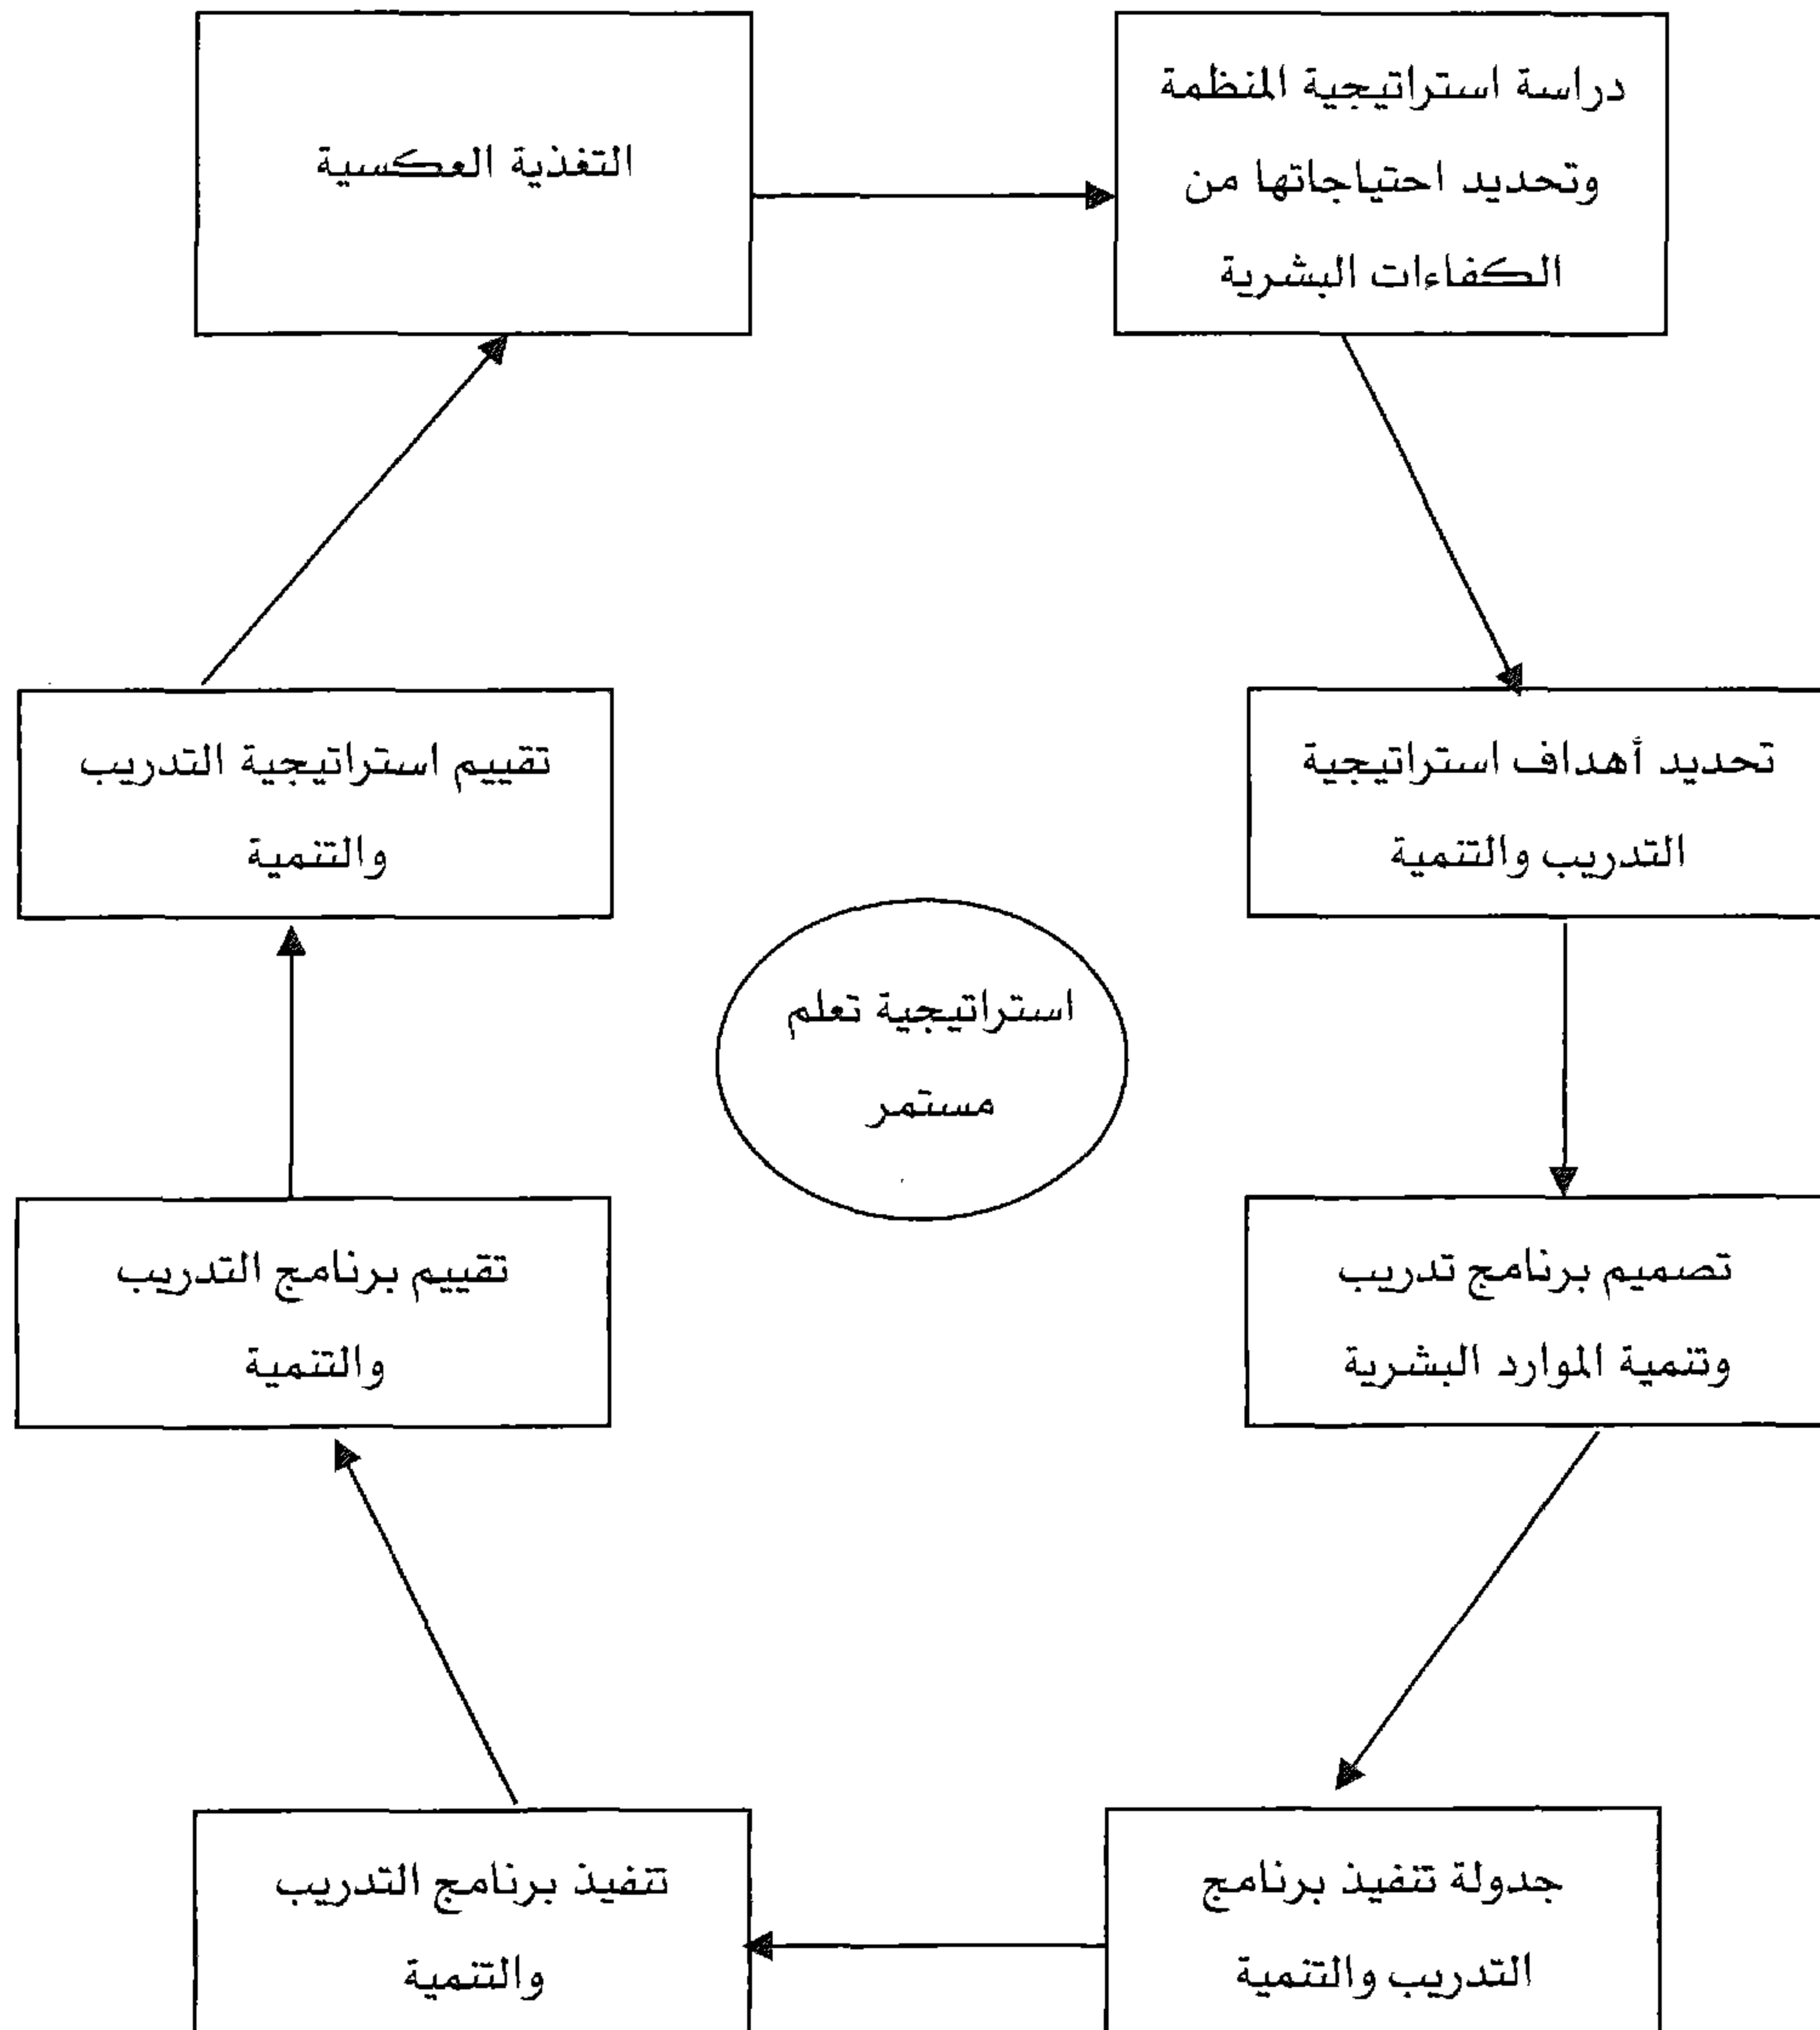 دراسة استراتيجية المنظمة
وتحديد احتياجاتها من
الكفاءات البشرية
التغذية العكسية
تحديد أهداف استراتيجية
التدريب والتنمية
تقييم استراتيجية التدريب
والتنمية
استراتيجية تعلم
مستمر
تصميم برنامج تدريب
وتنمية الموارد البشرية
تقييم برنامج التدريب
والتنمية
جدولة تنفيذ برنامج
التدريب والتنمية
تنفيذ برنامج التدريب
والتنمية